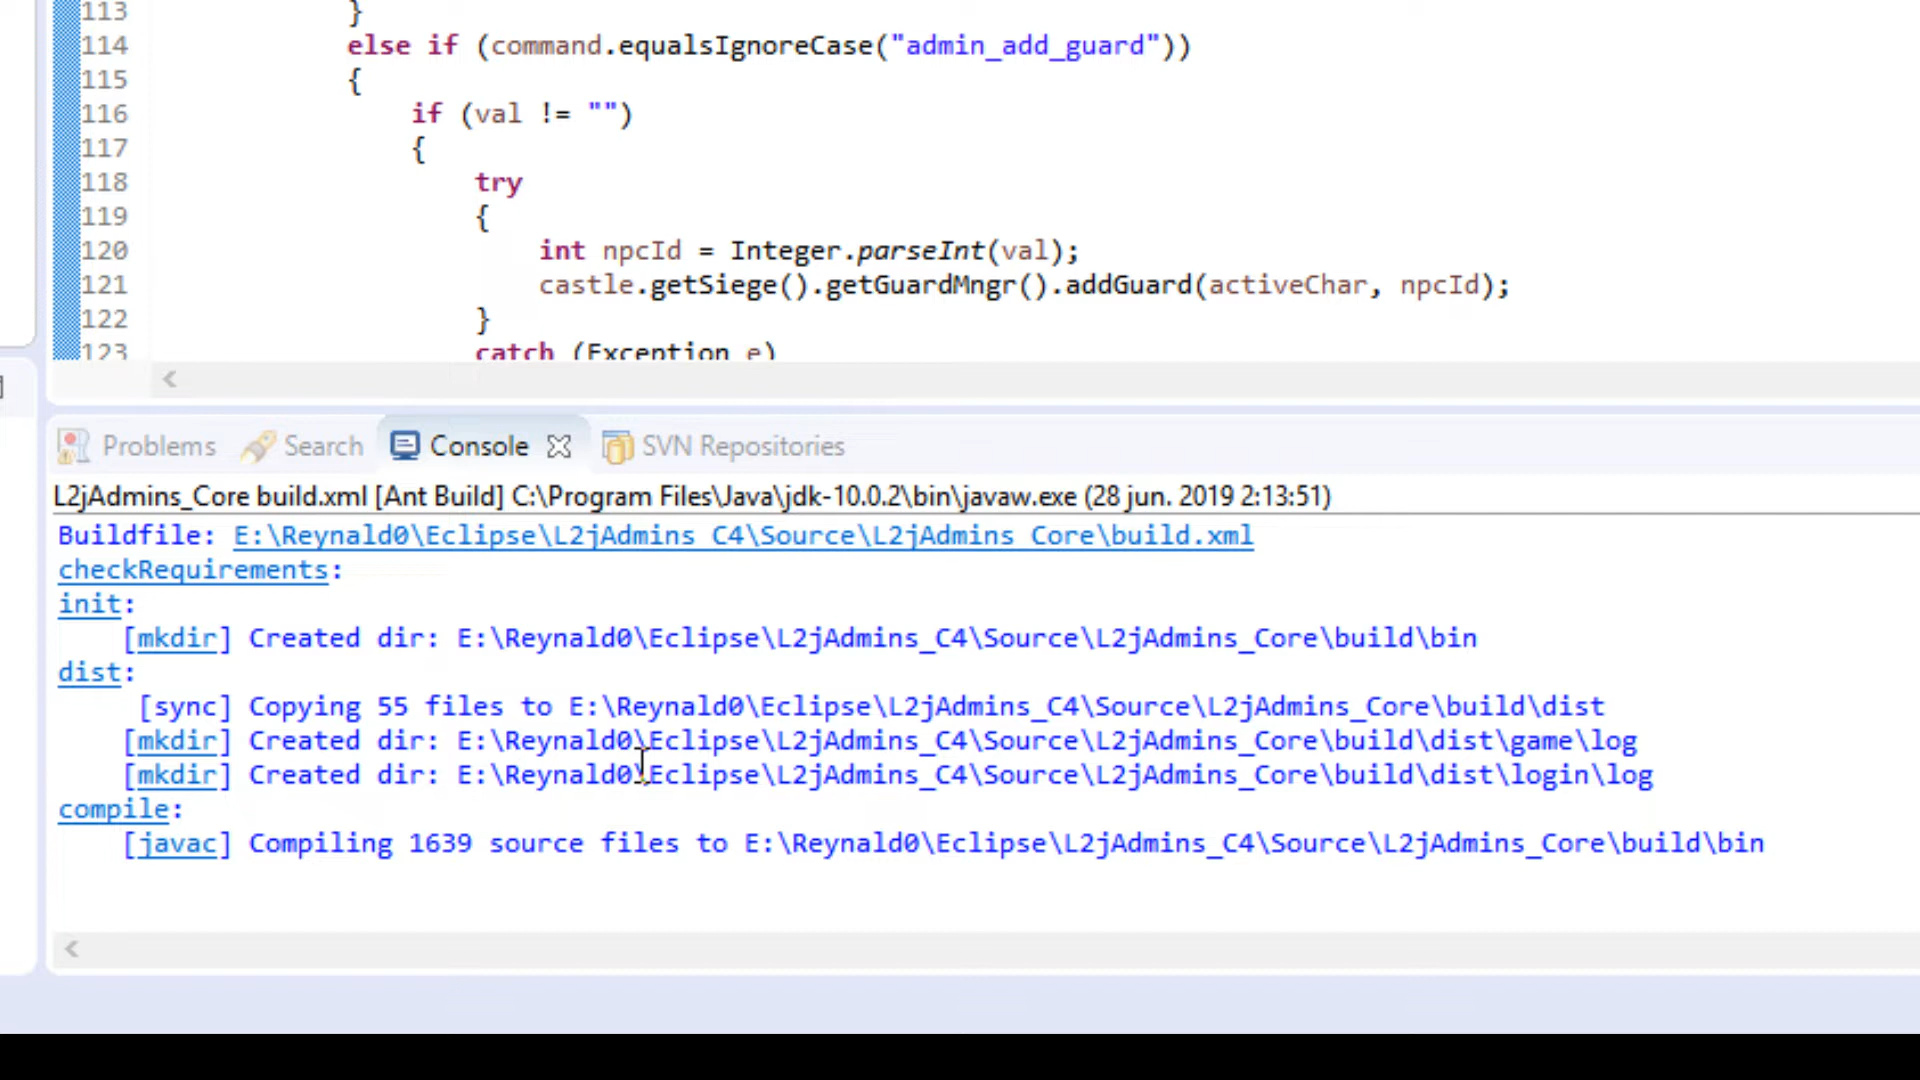 113 }
114 else if (command.equalsIgnoreCase("admin_add_guard"))
115 {
116 if (val != "")
117 {
118 try
119 {
120 int npcId = Integer.parseInt(val);
121 castle.getSiege().getGuardMngr().addGuard(activeChar, npcId);
122 }
123 catch (Exception e)
Problems Search Console SVN Repositories
L2jAdmins_Core build.xml [Ant Build] C:\Program Files\Java\jdk-10.0.2\bin\javaw.exe (28 jun. 2019 2:13:51)
Buildfile: E:\Reynald0\Eclipse\L2jAdmins_C4\Source\L2jAdmins_Core\build.xml
checkRequirements:
init:
[mkdir] Created dir: E:\Reynald0\Eclipse\L2jAdmins_C4\Source\L2jAdmins_Core\build\bin
dist:
[sync] Copying 55 files to E:\Reynald0\Eclipse\L2jAdmins_C4\Source\L2jAdmins_Core\build\dist
[mkdir] Created dir: E:\Reynald0\Eclipse\L2jAdmins_C4\Source\L2jAdmins_Core\build\dist\game\log
[mkdir] Created dir: E:\Reynald0\Eclipse\L2jAdmins_C4\Source\L2jAdmins_Core\build\dist\login\log
compile:
[javac] Compiling 1639 source files to E:\Reynald0\Eclipse\L2jAdmins_C4\Source\L2jAdmins_Core\build\bin